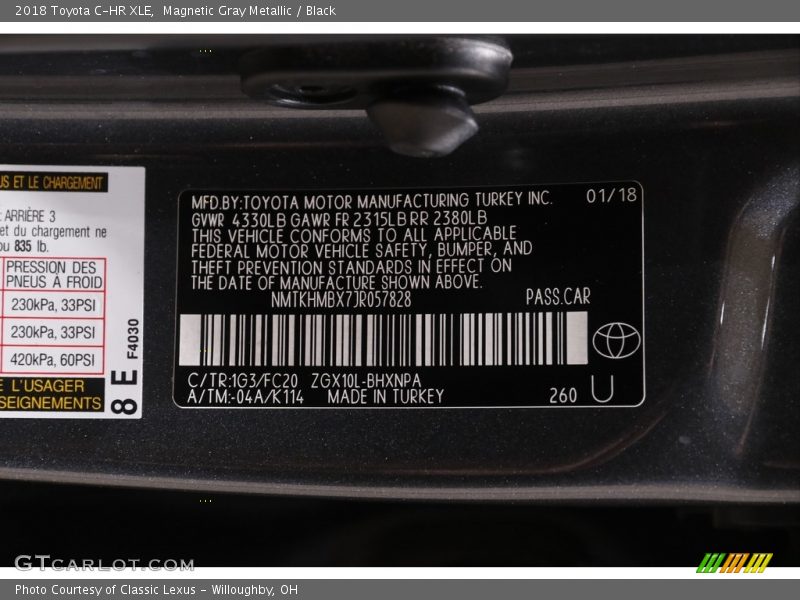 2018 Toyota C-HR XLE, Magnetic Gray Metallic / Black
US ET LE CHARGEMENT
ARRIÈRE 3
et du chargement ne
ou 835 lb.
PRESSION DES
PNEUS À FROID
230kPa, 33PSI
230kPa, 33PSI
420kPa, 60PSI
E L'USAGER
SEIGNEMENTS
8 E F4030
MFD.BY:TOYOTA MOTOR MANUFACTURING TURKEY INC. 01/18
GVWR 4330LB GAWR FR 2315LB RR 2380LB
THIS VEHICLE CONFORMS TO ALL APPLICABLE
FEDERAL MOTOR VEHICLE SAFETY, BUMPER, AND
THEFT PREVENTION STANDARDS IN EFFECT ON
THE DATE OF MANUFACTURE SHOWN ABOVE.
NMTKHMBX7JR057828 PASS.CAR
C/TR:1G3/FC20 ZGX10L-BHXNPA
A/TM:-04A/K114 MADE IN TURKEY 260 U
GTCARLOT.COM
Photo Courtesy of Classic Lexus - Willoughby, OH